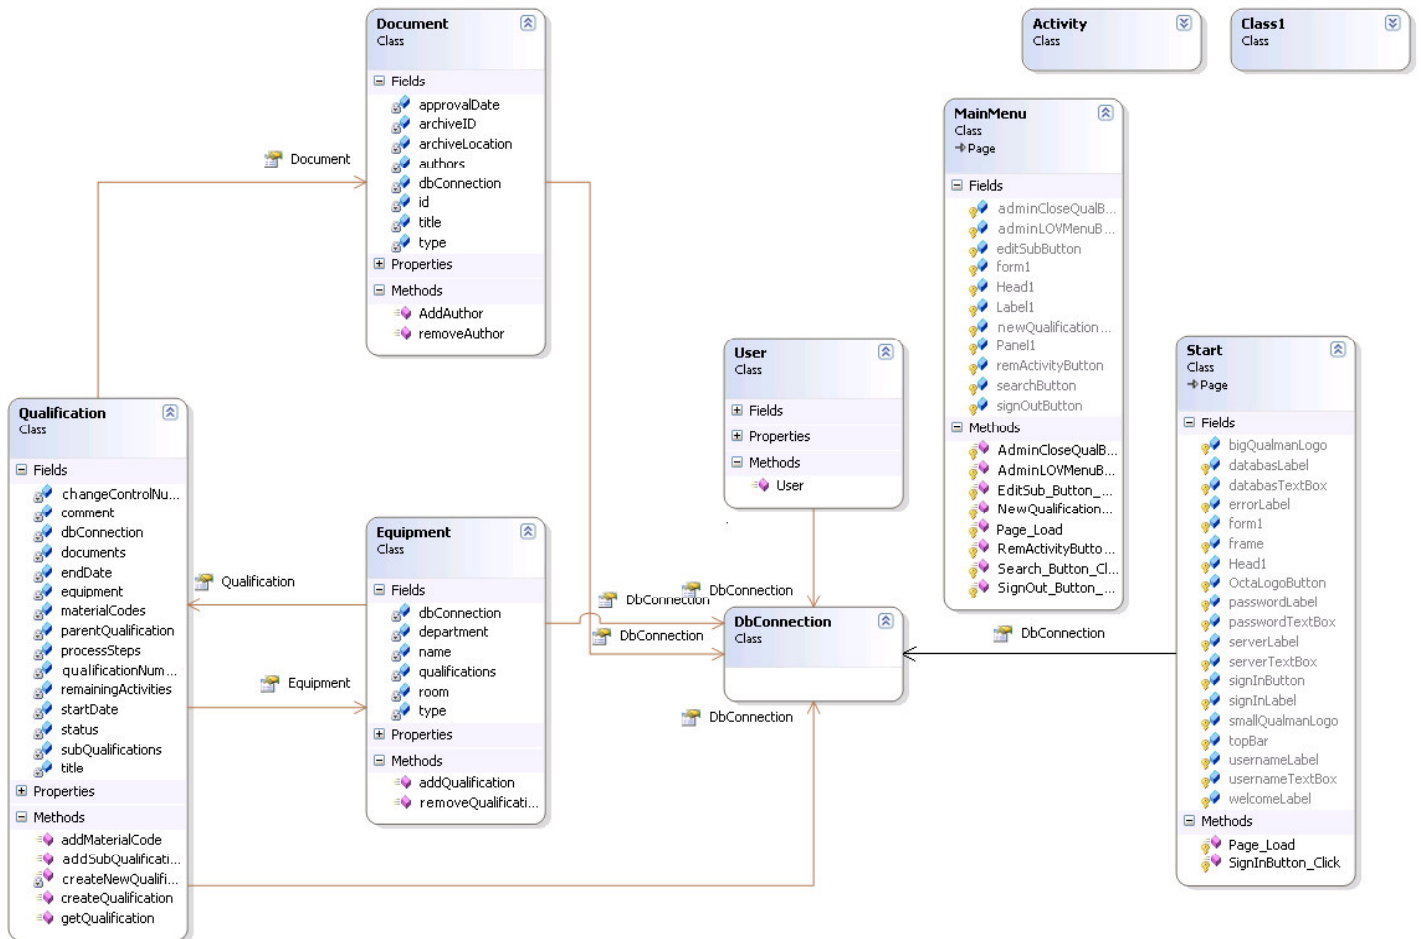 Document
Class
Fields
approvalDate
archiveID
archiveLocation
authors
dbConnection
id
title
type
Properties
Methods
AddAuthor
removeAuthor
Activity
Class
Class1
Class
MainMenu
Class
Page
Fields
adminCloseQualB...
adminLOVMenuB...
editSubButton
form1
Head1
Label1
newQualification...
Panel1
remActivityButton
searchButton
signOutButton
Methods
AdminCloseQualB...
AdminLOVMenuB...
EditSub_Button_...
NewQualification...
Page_Load
RemActivityButto...
Search_Button_Cl...
SignOut_Button_...
Document
User
Class
Fields
Properties
Methods
User
Start
Class
Page
Fields
bigQualmanLogo
databasLabel
databasTextBox
errorLabel
form1
frame
Head1
OctaLogoButton
passwordLabel
passwordTextBox
serverLabel
serverTextBox
signInButton
signInLabel
smallQualmanLogo
topBar
usernameLabel
usernameTextBox
welcomeLabel
Methods
Page_Load
SignInButton_Click
Qualification
Class
Fields
changeControlNu...
comment
dbConnection
documents
endDate
equipment
materialCodes
parentQualification
processSteps
qualificationNum...
remainingActivities
startDate
status
subQualifications
title
Properties
Methods
addMaterialCode
addSubQualificati...
createNewQualifi...
createQualification
getQualification
Equipment
Class
Fields
dbConnection
department
name
qualifications
room
type
Properties
Methods
addQualification
removeQualificati...
Qualification
Equipment
DbConnection
DbConnection
DbConnection
DbConnection
Class
DbConnection
DbConnection